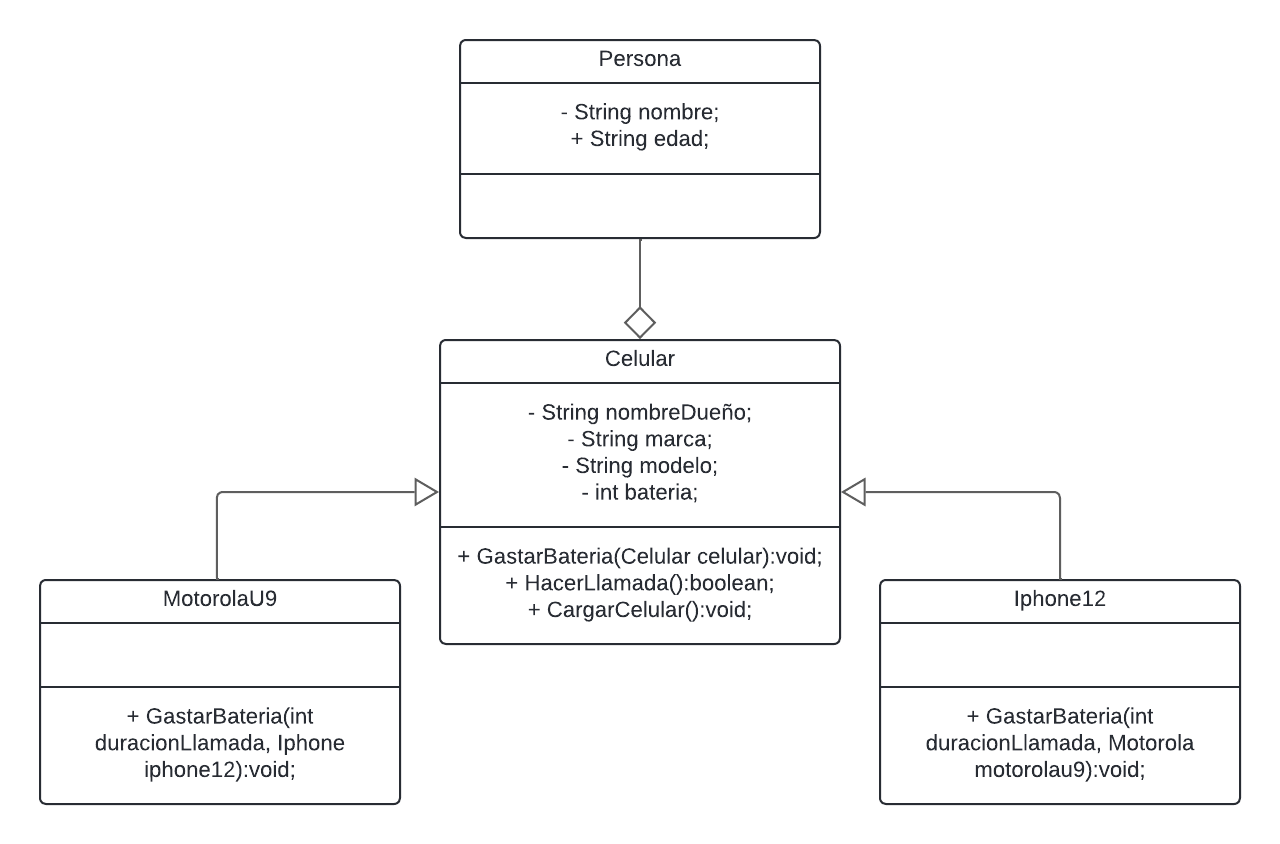 Persona
- String nombre;
+ String edad;
Celular
- String nombreDueño;
- String marca;
- String modelo;
- int bateria;
+ GastarBateria(Celular celular):void;
+ HacerLlamada():boolean;
+ CargarCelular():void;
MotorolaU9
+ GastarBateria(int
duracionLlamada, Iphone
iphone12):void;
Iphone12
+ GastarBateria(int
duracionLlamada, Motorola
motorolau9):void;